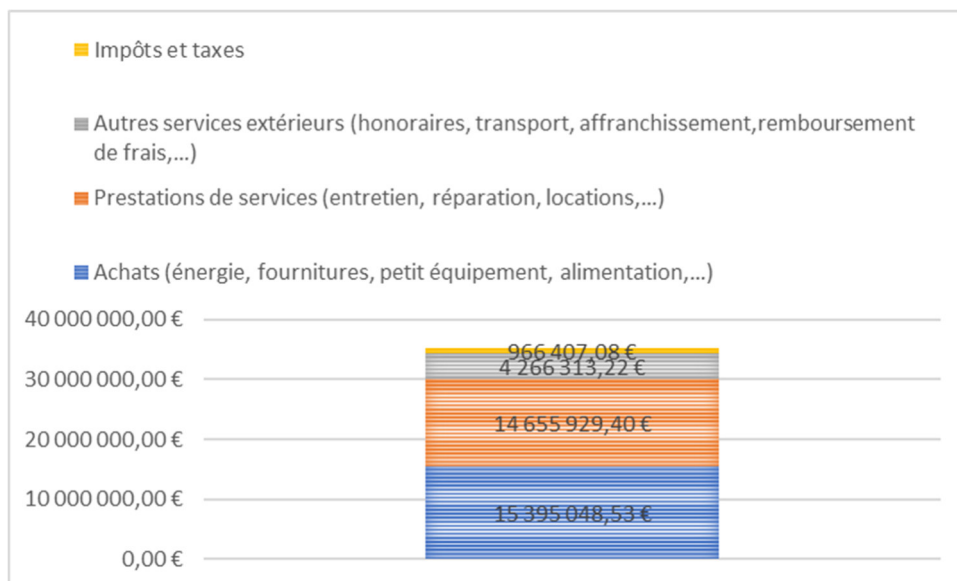 Impôts et taxes
Autres services extérieurs (honoraires, transport, affranchissement,remboursement
de frais,...)
Prestations de services (entretien, réparation, locations,...)
Achats (énergie, fournitures, petit équipement, alimentation,...)
40 000 000,00 €
30 000 000,00 €
20 000 000,00 €
10 000 000,00 €
0,00 €
966 407,08 €
4 266 313,22 €
14 655 929,40 €
15 395 048,53 €